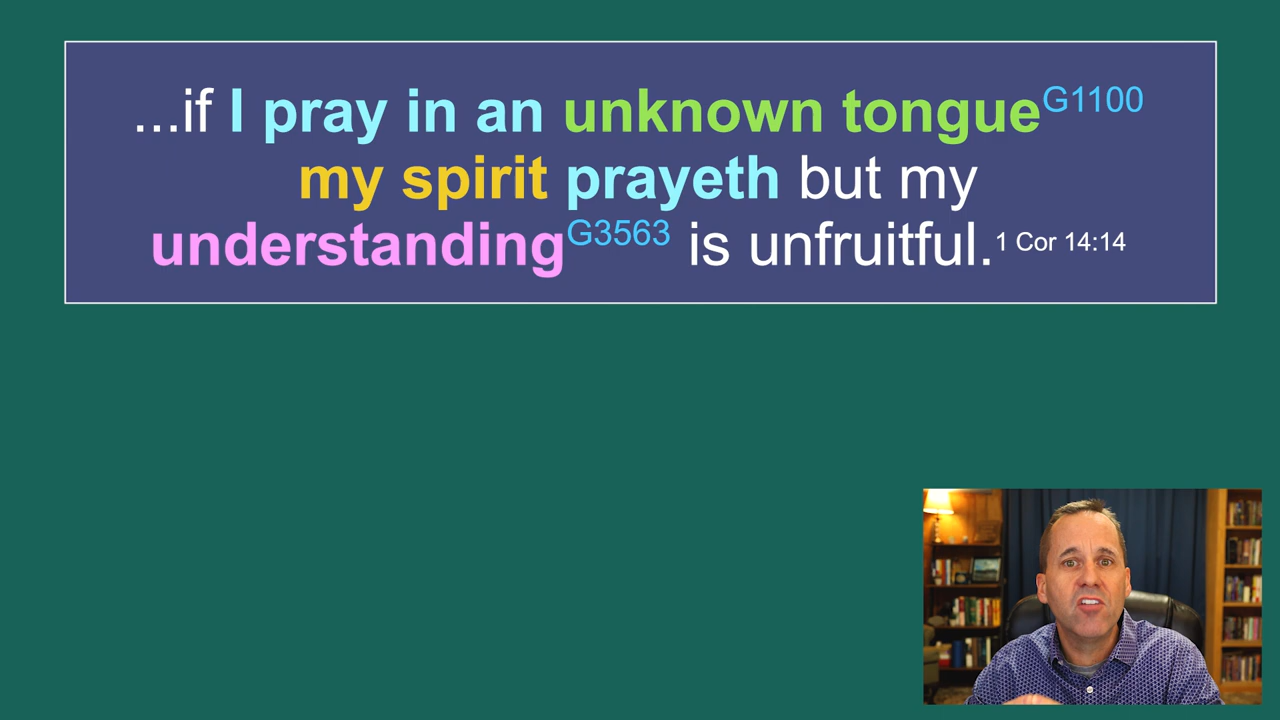 ...if I pray in an unknown tongueG1100
my spirit prayeth but my
understandingG3563 is unfruitful.1 Cor 14:14